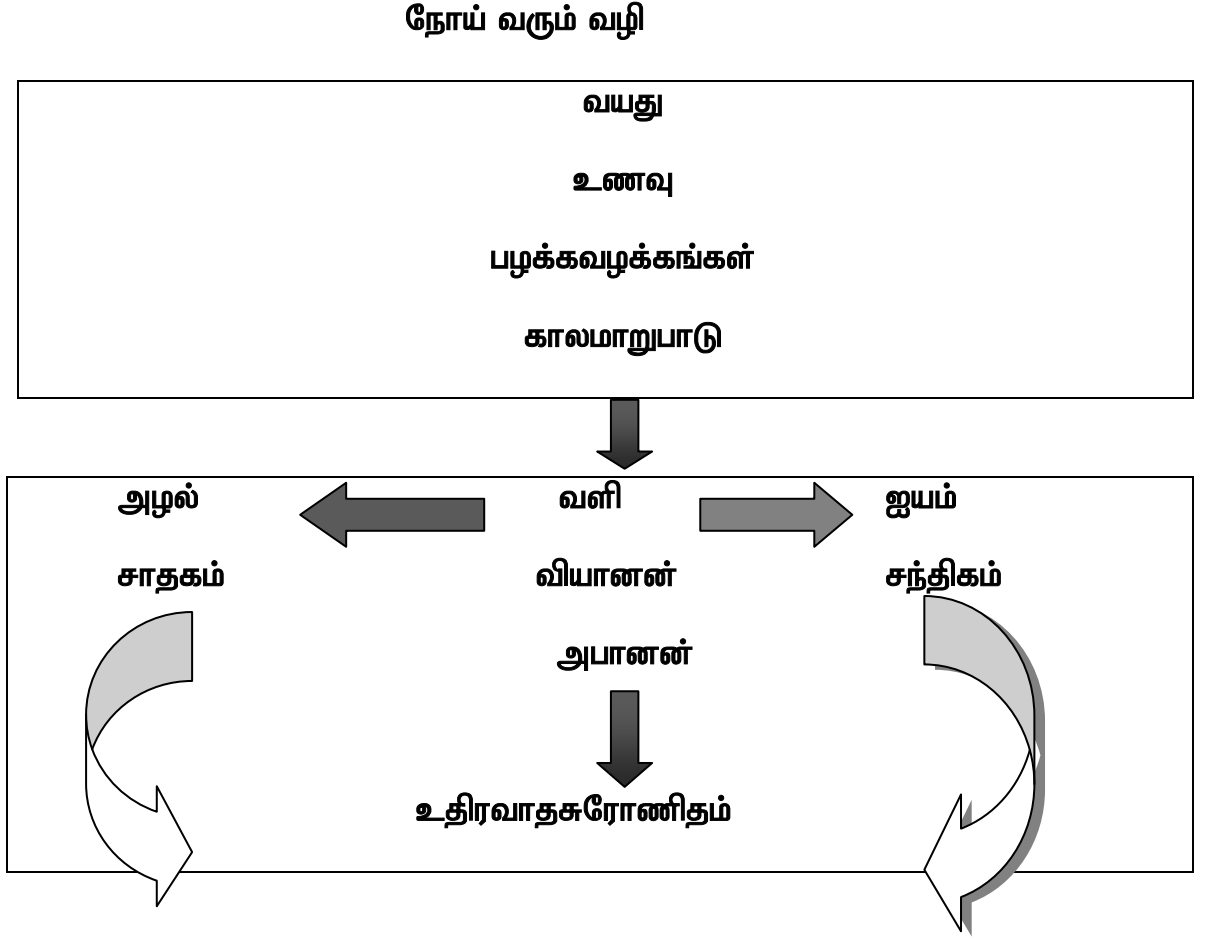 நோய் வரும் வழி
வயது
உணவு
பழக்கவழக்கங்கள்
காலமாறுபாடு
அழல் வளி ஐயம்
சாதகம் வியானன் சந்திகம்
அபானன்
உதிரவாதசுரோணிதம்